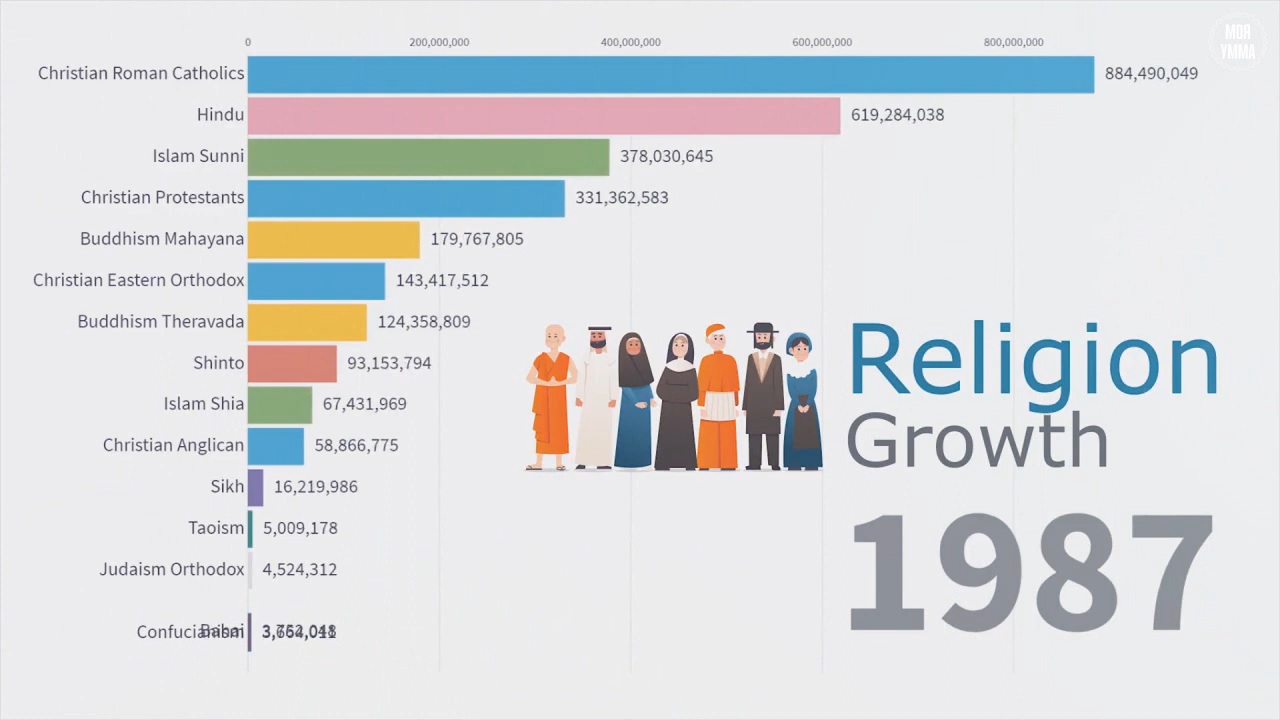 MOR
YMMA
0 200,000,000 400,000,000 600,000,000 800,000,000
Christian Roman Catholics 884,490,049
Hindu 619,284,038
Islam Sunni 378,030,645
Christian Protestants 331,362,583
Buddhism Mahayana 179,767,805
Christian Eastern Orthodox 143,417,512
Buddhism Theravada 124,358,809
Shinto 93,153,794
Islam Shia 67,431,969
Christian Anglican 58,866,775
Sikh 16,219,986
Taoism 5,009,178
Judaism Orthodox 4,524,312
Confucianism
Bahai
Religion
Growth
1987